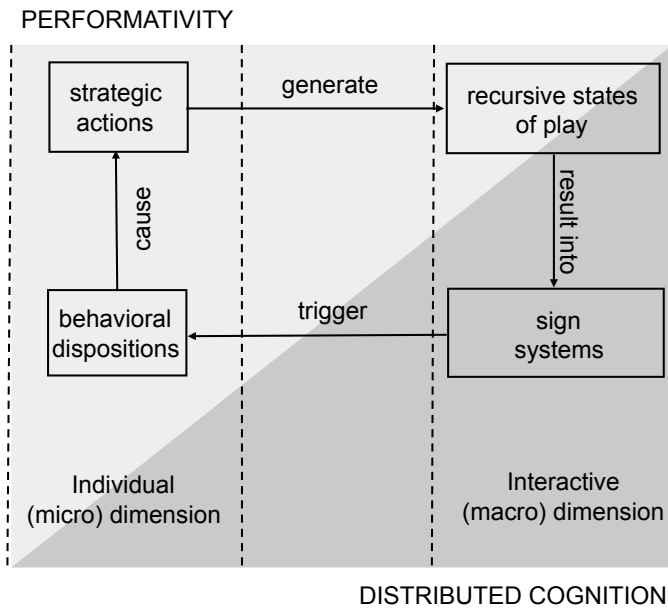 PERFORMATIVITY
strategic
actions
generate
recursive states
of play
cause
result into
behavioral
dispositions
trigger
sign
systems
Individual
(micro) dimension
Interactive
(macro) dimension
DISTRIBUTED COGNITION